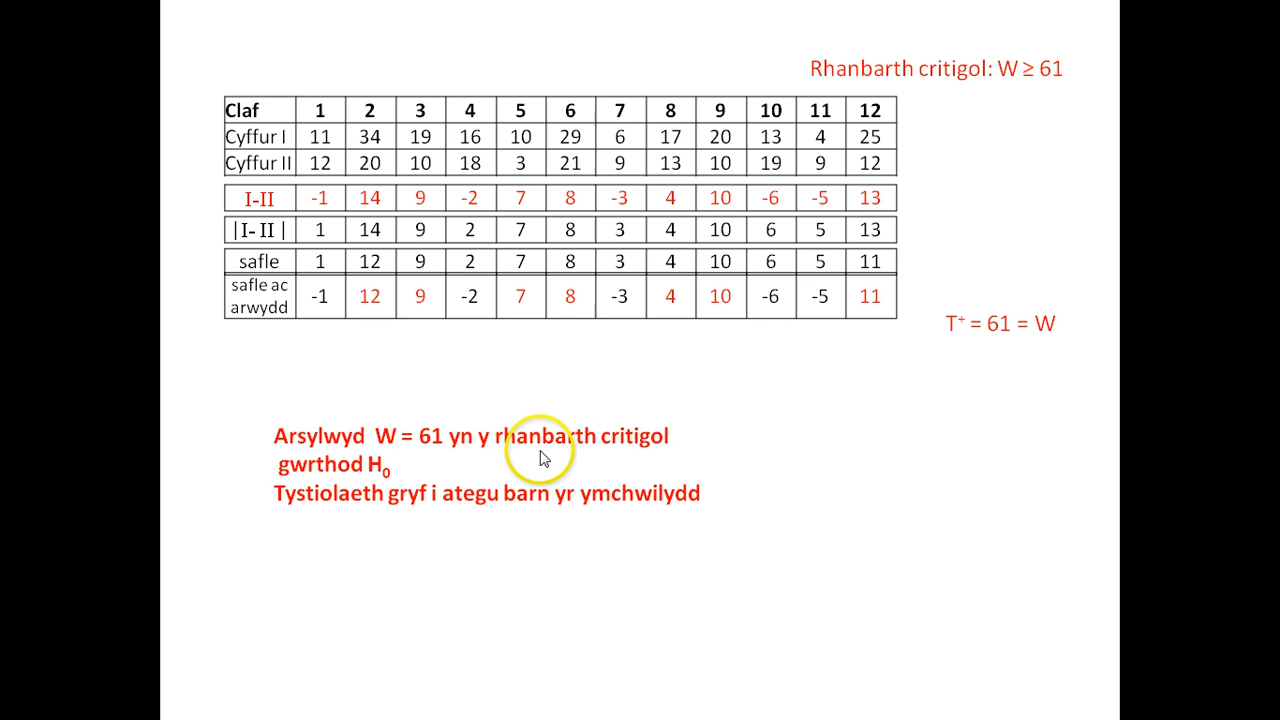 Rhanbarth critigol: W ≥ 61
Claf 1 2 3 4 5 6 7 8 9 10 11 12
Cyffur I 11 34 19 16 10 29 6 17 20 13 4 25
Cyffur II 12 20 10 18 3 21 9 13 10 19 9 12
I-II -1 14 9 -2 7 8 -3 4 10 -6 -5 13
|I- II | 1 14 9 2 7 8 3 4 10 6 5 13
safle 1 12 9 2 7 8 3 4 10 6 5 11
safle ac
arwydd -1 12 9 -2 7 8 -3 4 10 -6 -5 11
T⁺ = 61 = W
Arsylwyd W = 61 yn y rhanbarth critigol
gwrthod H₀
Tystiolaeth gryf i ategu barn yr ymchwilydd